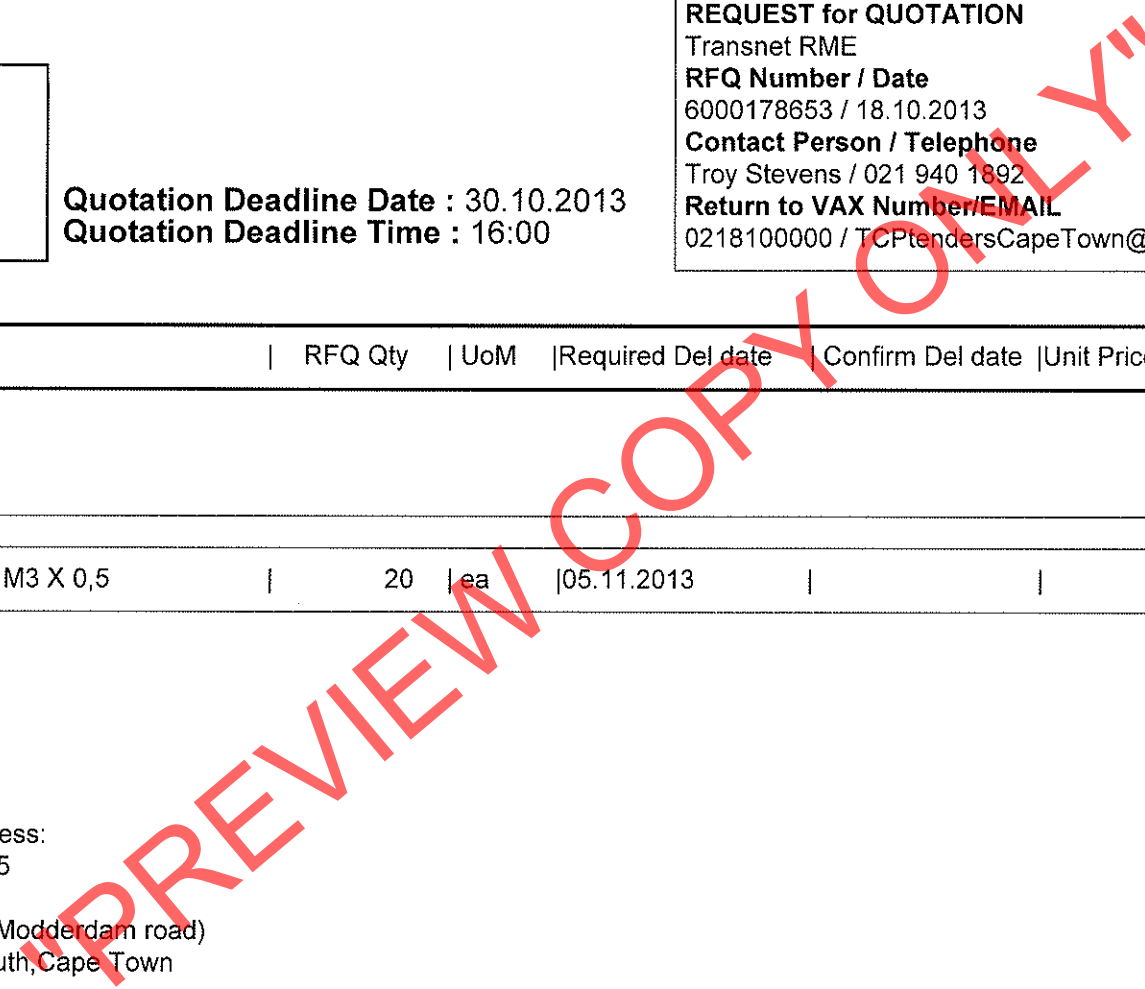 REQUEST for QUOTATION
Transnet RME
RFQ Number / Date
6000178653 / 18.10.2013
Contact Person / Telephone
Troy Stevens / 021 940 1892
Return to VAX Number/EMAIL
0218100000 / TCPtendersCapeTown@
Quotation Deadline Date : 30.10.2013
Quotation Deadline Time : 16:00
| RFQ Qty | UoM |Required Del date | Confirm Del date |Unit Price
M3 X 0,5 | 20 | ea |05.11.2013 | |
ess:
5
Modderdam road)
uth,Cape Town
"PREVIEW COPY ONLY"